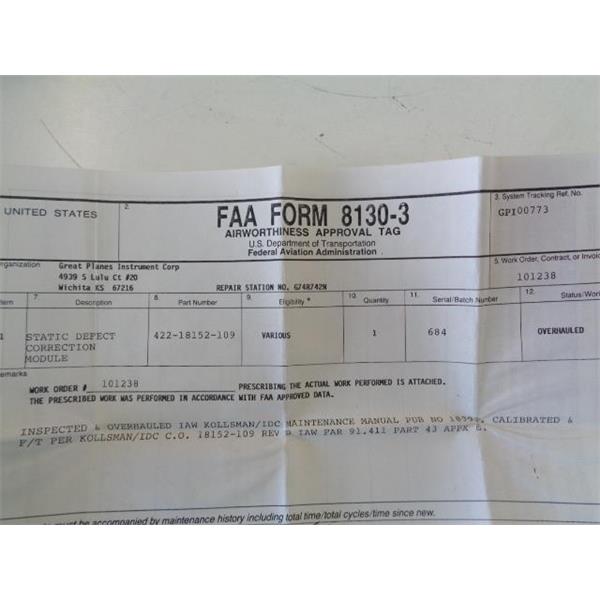 UNITED STATES
2.
FAA FORM 8130-3
AIRWORTHINESS APPROVAL TAG
U.S. Department of Transportation
Federal Aviation Administration
3. System Tracking Ref. No.
GPI00773
Organization
Great Planes Instrument Corp
4939 S Lulu Ct #20
Wichita KS 67216
REPAIR STATION NO. G74R742N
5. Work Order, Contract, or Invoic
101238
Item
7. Description
8. Part Number
9. Eligibility *
10. Quantity
11. Serial/Batch Number
12. Status/Work
1
STATIC DEFECT CORRECTION MODULE
422-18152-109
VARIOUS
1
684
OVERHAULED
emarks
WORK ORDER # 101238 PRESCRIBING THE ACTUAL WORK PERFORMED IS ATTACHED.
THE PRESCRIBED WORK WAS PERFORMED IN ACCORDANCE WITH FAA APPROVED DATA.
INSPECTED & OVERHAULED IAW KOLLSMAN/IDC MAINTENANCE MANUAL PUB NO CALIBRATED &
F/T PER KOLLSMAN/IDC C.O. 18152-109 REV IAW FAR 91.411 PART 43 APPX E.
must be accompanied by maintenance history including total time/total cycles/time since new.